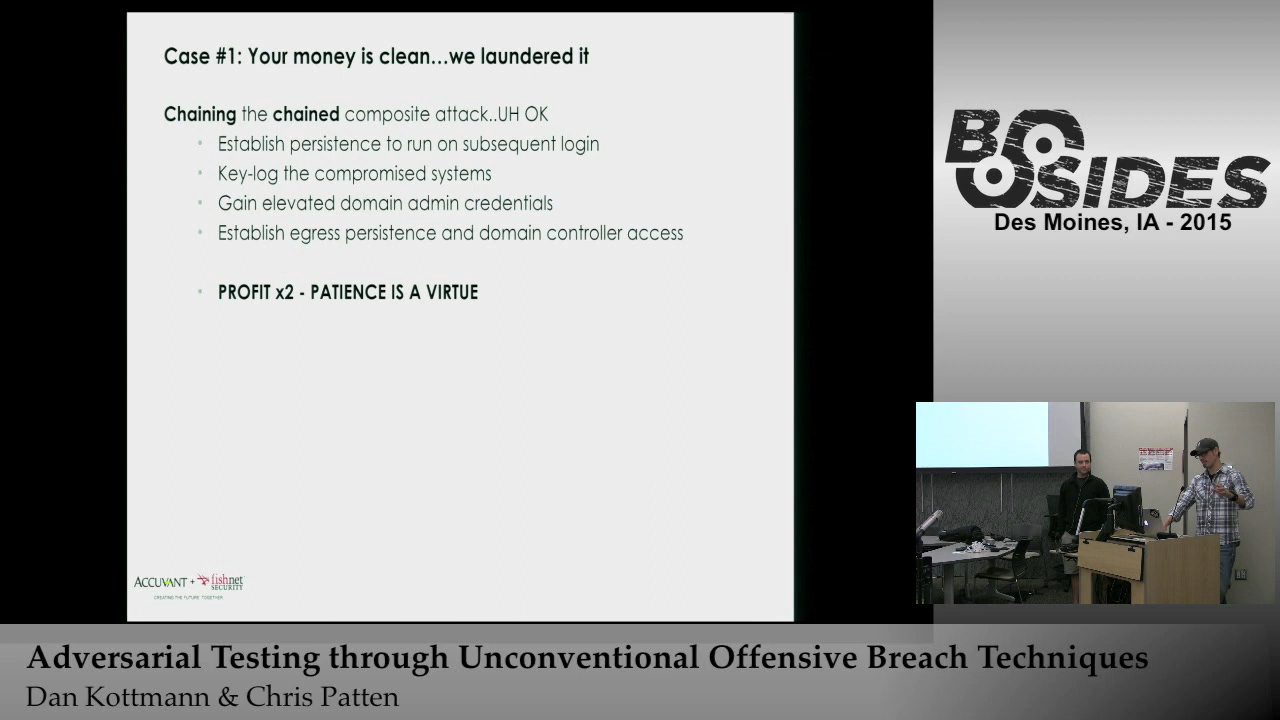 Case #1: Your money is clean…we laundered it
Chaining the chained composite attack..UH OK
Establish persistence to run on subsequent login
Key-log the compromised systems
Gain elevated domain admin credentials
Establish egress persistence and domain controller access
PROFIT x2 - PATIENCE IS A VIRTUE
ACCUVANT + fishnet
SECURITY
CREATING THE FUTURE TOGETHER
BSIDES
Des Moines, IA - 2015
Adversarial Testing through Unconventional Offensive Breach Techniques
Dan Kottmann & Chris Patten